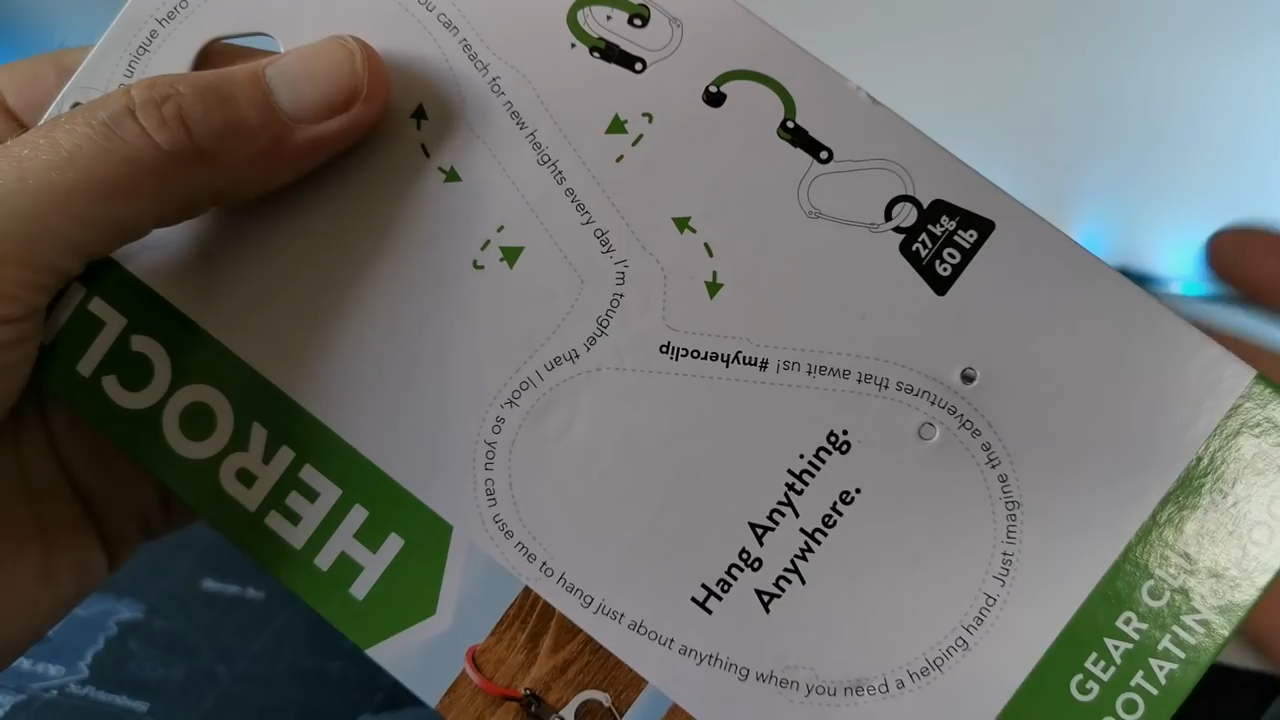 unique hero
you can reach for new heights every day. I'm tougher than I look, so you can use me to hang just about anything when you need a helping hand. Just imagine the adventures that await us! #myheroclip
27 kg
60 lb
Hang Anything.
Anywhere.
HEROCL
GEAR CLI
ROTATIN